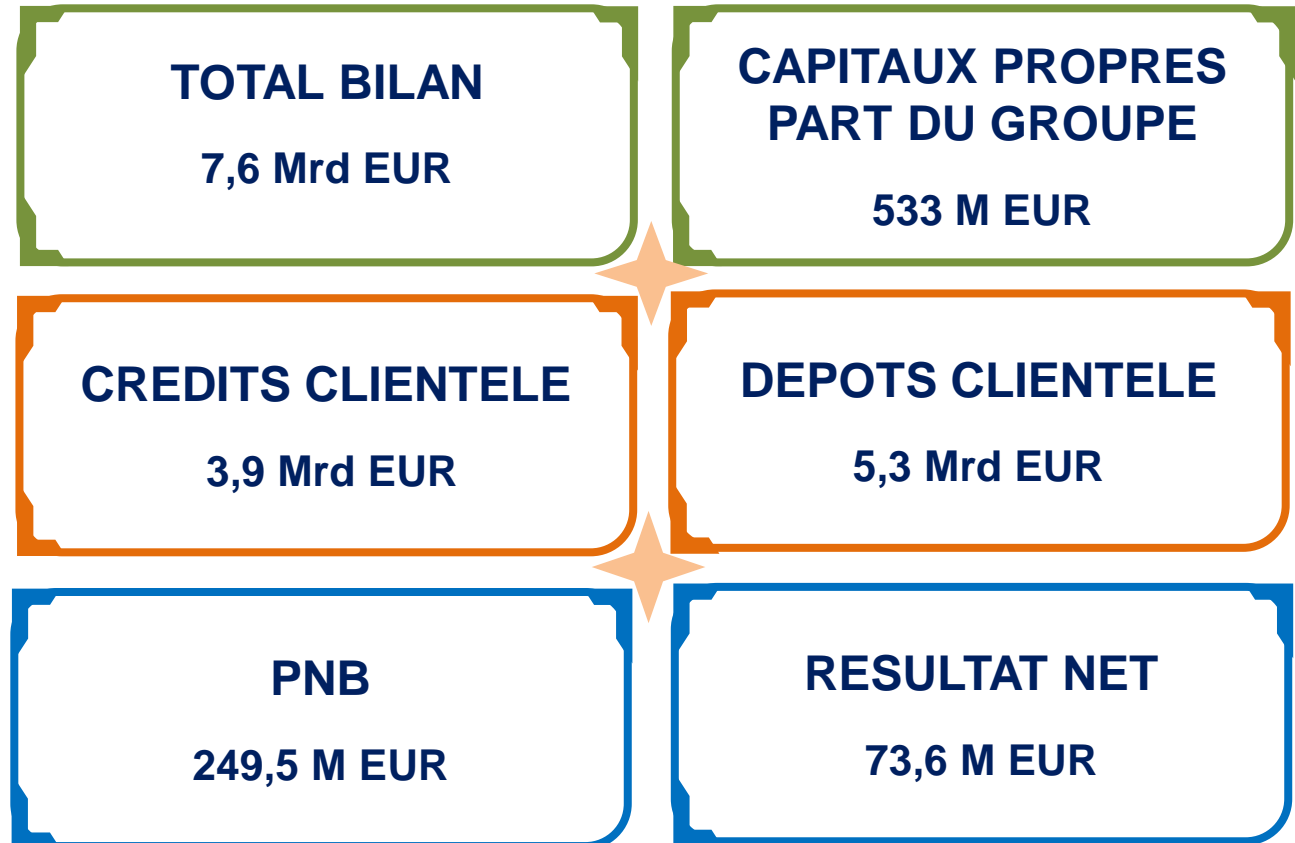 TOTAL BILAN
7,6 Mrd EUR
CAPITAUX PROPRES
PART DU GROUPE
533 M EUR
CREDITS CLIENTELE
3,9 Mrd EUR
DEPOTS CLIENTELE
5,3 Mrd EUR
PNB
249,5 M EUR
RESULTAT NET
73,6 M EUR